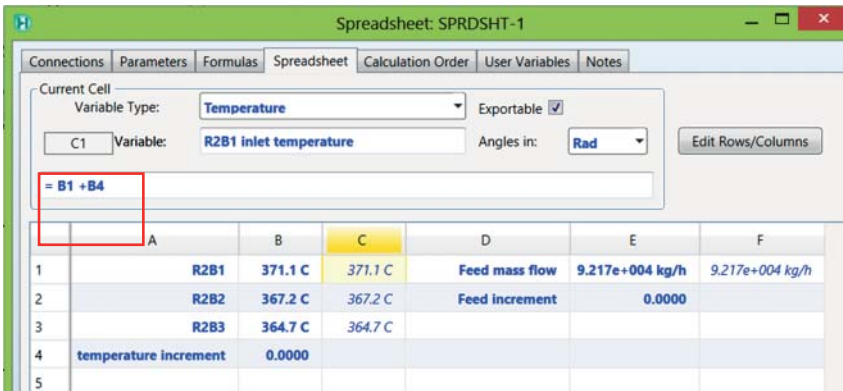 Spreadsheet: SPRDSHT-1
Connections Parameters Formulas Spreadsheet Calculation Order User Variables Notes
Current Cell
Variable Type: Temperature Exportable
C1 Variable: R2B1 inlet temperature Angles in: Rad Edit Rows/Columns
= B1 +B4
A B C D E F
1 R2B1 371.1 C 371.1 C Feed mass flow 9.217e+004 kg/h 9.217e+004 kg/h
2 R2B2 367.2 C 367.2 C Feed increment 0.0000
3 R2B3 364.7 C 364.7 C
4 temperature increment 0.0000
5